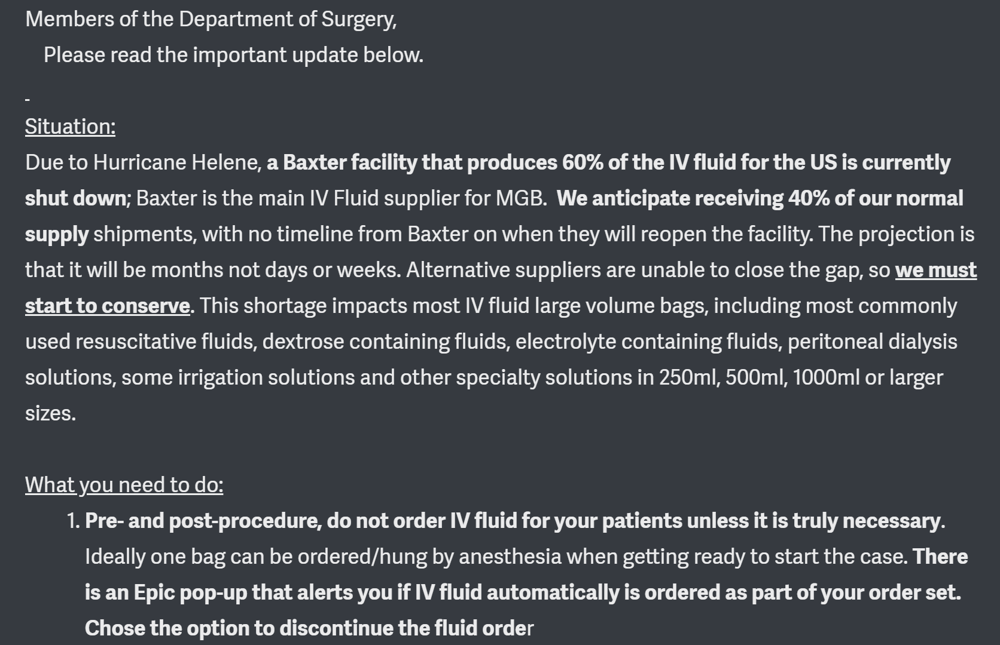 Members of the Department of Surgery,
Please read the important update below.
-
Situation:
Due to Hurricane Helene, a Baxter facility that produces 60% of the IV fluid for the US is currently
shut down; Baxter is the main IV Fluid supplier for MGB.  We anticipate receiving 40% of our normal
supply shipments, with no timeline from Baxter on when they will reopen the facility. The projection is
that it will be months not days or weeks. Alternative suppliers are unable to close the gap, so we must
start to conserve. This shortage impacts most IV fluid large volume bags, including most commonly
used resuscitative fluids, dextrose containing fluids, electrolyte containing fluids, peritoneal dialysis
solutions, some irrigation solutions and other specialty solutions in 250ml, 500ml, 1000ml or larger
sizes.
What you need to do:
1. Pre- and post-procedure, do not order IV fluid for your patients unless it is truly necessary.
Ideally one bag can be ordered/hung by anesthesia when getting ready to start the case. There
is an Epic pop-up that alerts you if IV fluid automatically is ordered as part of your order set.
Chose the option to discontinue the fluid order